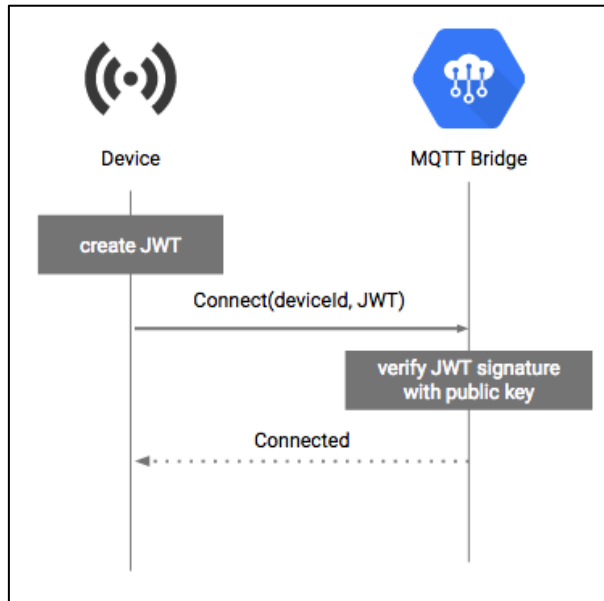 Device
MQTT Bridge
create JWT
Connect(deviceId, JWT)
verify JWT signature
with public key
Connected